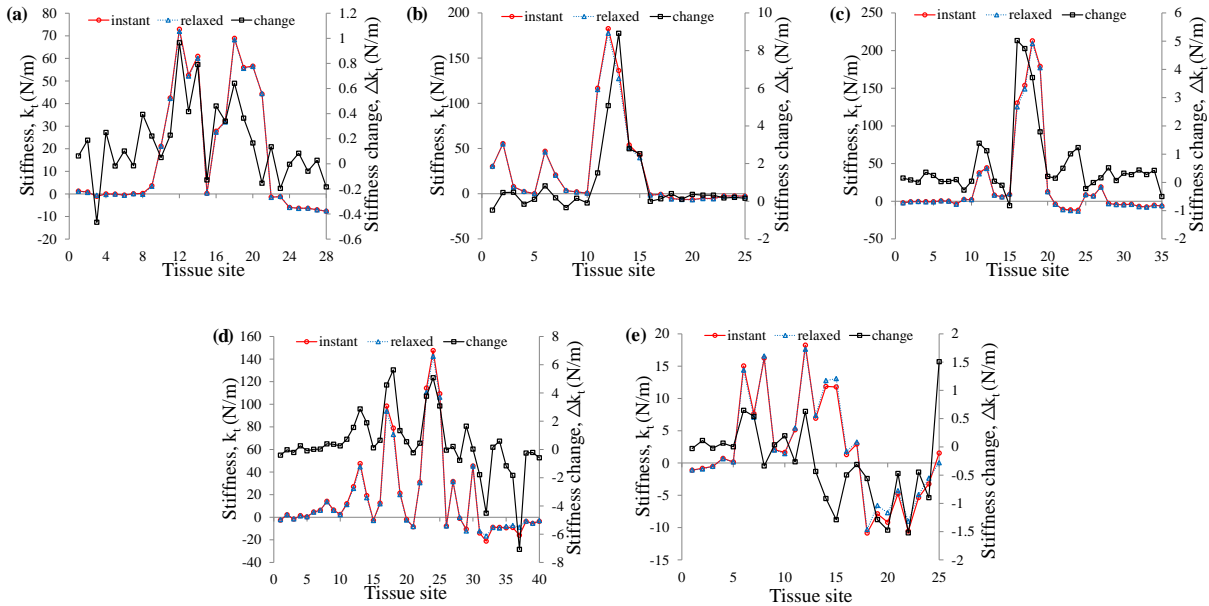 (a)
instant relaxed change
Stiffness, kt (N/m)
80
70
60
50
40
30
20
10
0
-10
-20
1.2
1
0.8
0.6
0.4
0.2
0
-0.2
-0.4
-0.6
Stiffness change, Δkt (N/m)
0 4 8 12 16 20 24 28
Tissue site
(b)
instant relaxed change
Stiffness, kt (N/m)
200
150
100
50
0
-50
10
8
6
4
2
0
-2
Stiffness change, Δkt (N/m)
0 5 10 15 20 25
Tissue site
(c)
instant relaxed change
Stiffness, kt (N/m)
250
200
150
100
50
0
-50
6
5
4
3
2
1
0
-1
-2
Stiffness change, Δkt (N/m)
0 5 10 15 20 25 30 35
Tissue site
(d)
instant relaxed change
Stiffness, kt (N/m)
160
140
120
100
80
60
40
20
0
-20
-40
8
6
4
2
0
-2
-4
-6
-8
Stiffness change, Δkt (N/m)
0 5 10 15 20 25 30 35 40
Tissue site
(e)
instant relaxed change
Stiffness, kt (N/m)
20
15
10
5
0
-5
-10
-15
2
1.5
1
0.5
0
-0.5
-1
-1.5
-2
Stiffness change, Δkt (N/m)
0 5 10 15 20 25
Tissue site